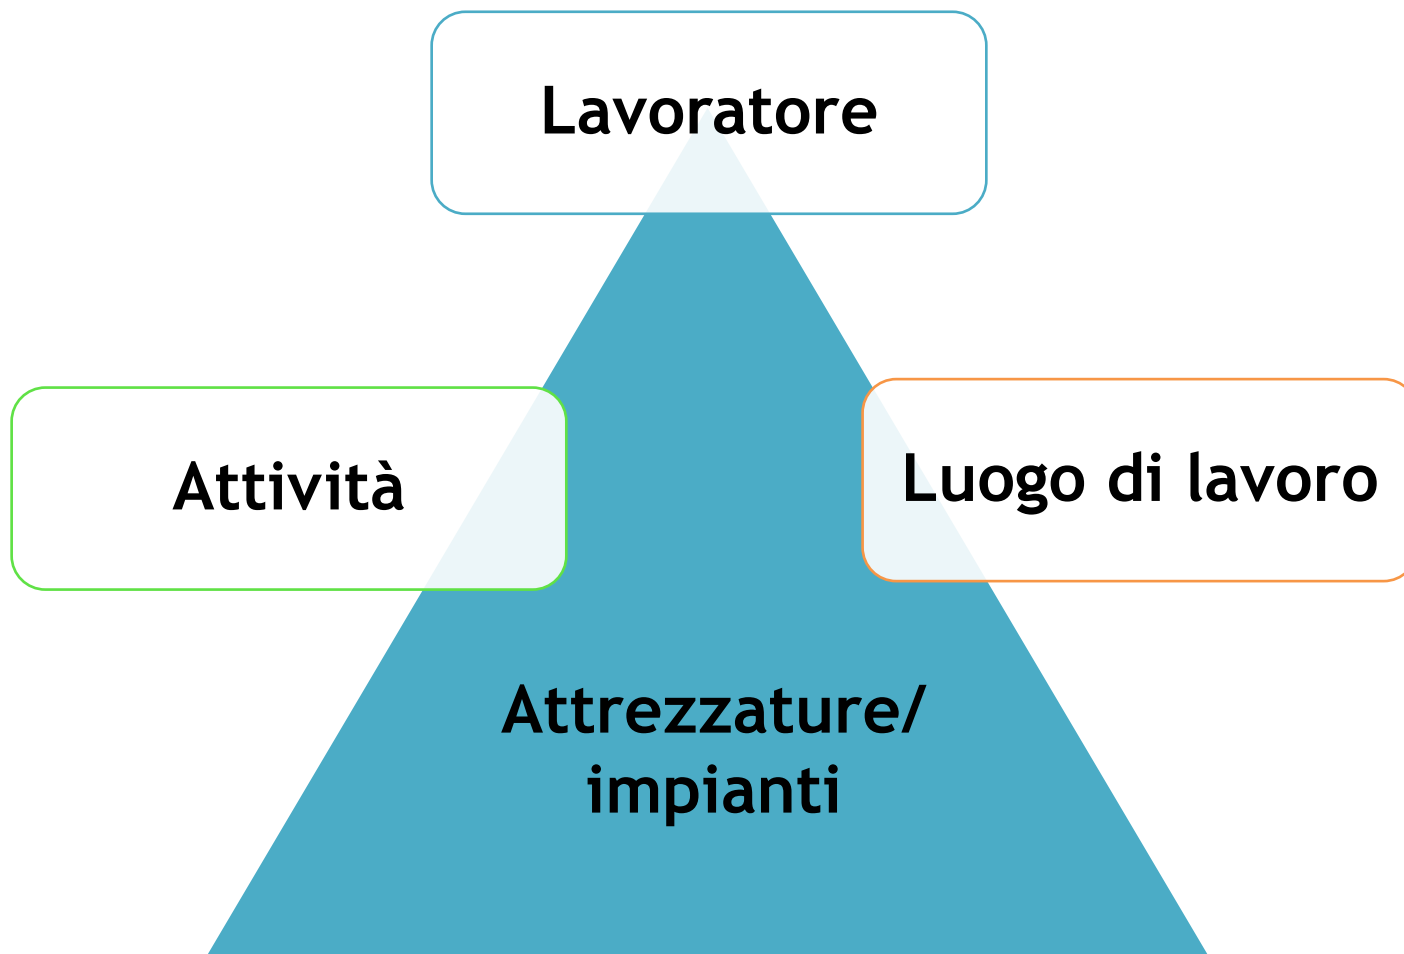 Lavoratore
Attività
Luogo di lavoro
Attrezzature/
impianti